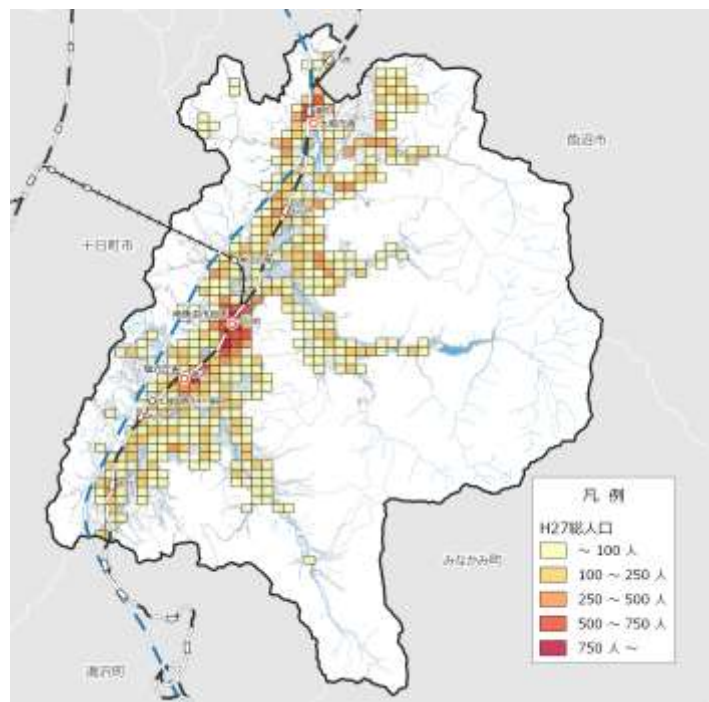 魚沼市
十日町市
みなかみ町
湯沢町
凡 例
H27総人口
～ 100 人
100 ～ 250 人
250 ～ 500 人
500 ～ 750 人
750 人 ～